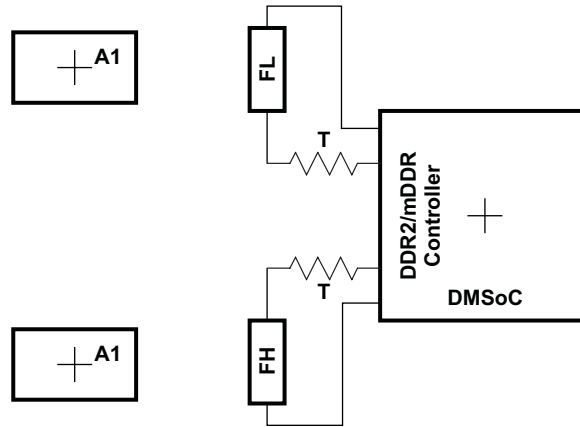 A1
FL
T
DDR2/mDDR
Controller
DMSoC
T
A1
FH